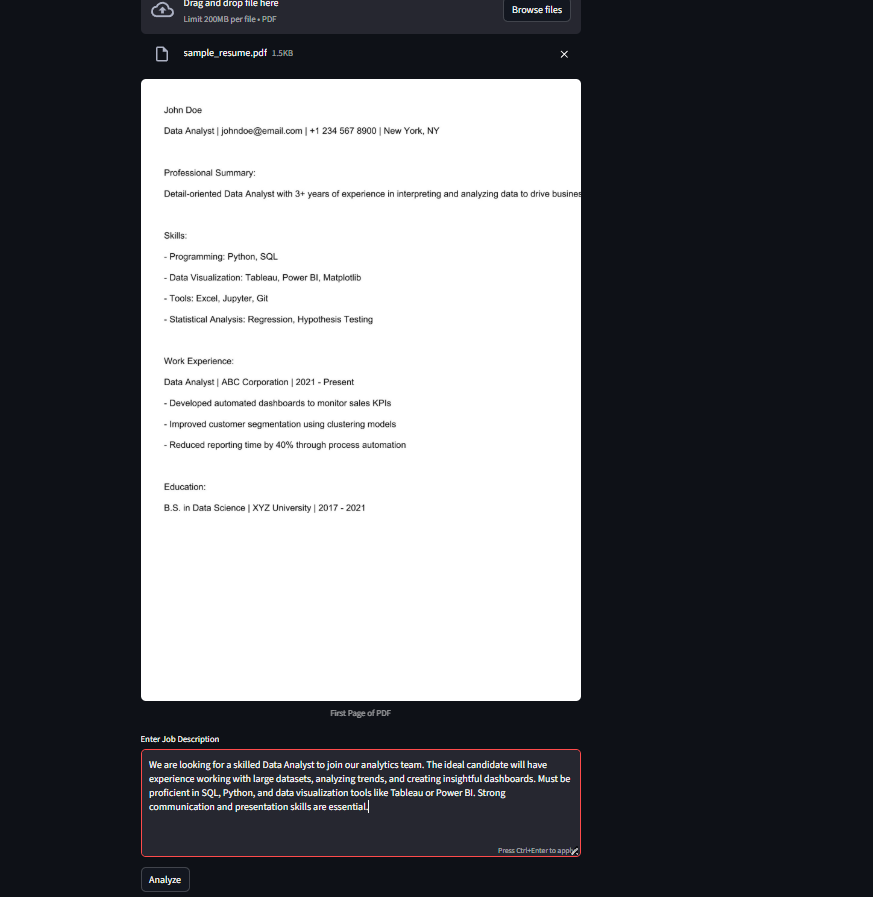 Drag and drop file here
Limit 200MB per file • PDF
Browse files
sample_resume.pdf 1.5KB
John Doe
Data Analyst | johndoe@email.com | +1 234 567 8900 | New York, NY
Professional Summary:
Detail-oriented Data Analyst with 3+ years of experience in interpreting and analyzing data to drive busines
Skills:
- Programming: Python, SQL
- Data Visualization: Tableau, Power BI, Matplotlib
- Tools: Excel, Jupyter, Git
- Statistical Analysis: Regression, Hypothesis Testing
Work Experience:
Data Analyst | ABC Corporation | 2021 - Present
- Developed automated dashboards to monitor sales KPIs
- Improved customer segmentation using clustering models
- Reduced reporting time by 40% through process automation
Education:
B.S. in Data Science | XYZ University | 2017 - 2021
First Page of PDF
Enter Job Description
We are looking for a skilled Data Analyst to join our analytics team. The ideal candidate will have
experience working with large datasets, analyzing trends, and creating insightful dashboards. Must be
proficient in SQL, Python, and data visualization tools like Tableau or Power BI. Strong
communication and presentation skills are essential.
Press Ctrl+Enter to apply
Analyze